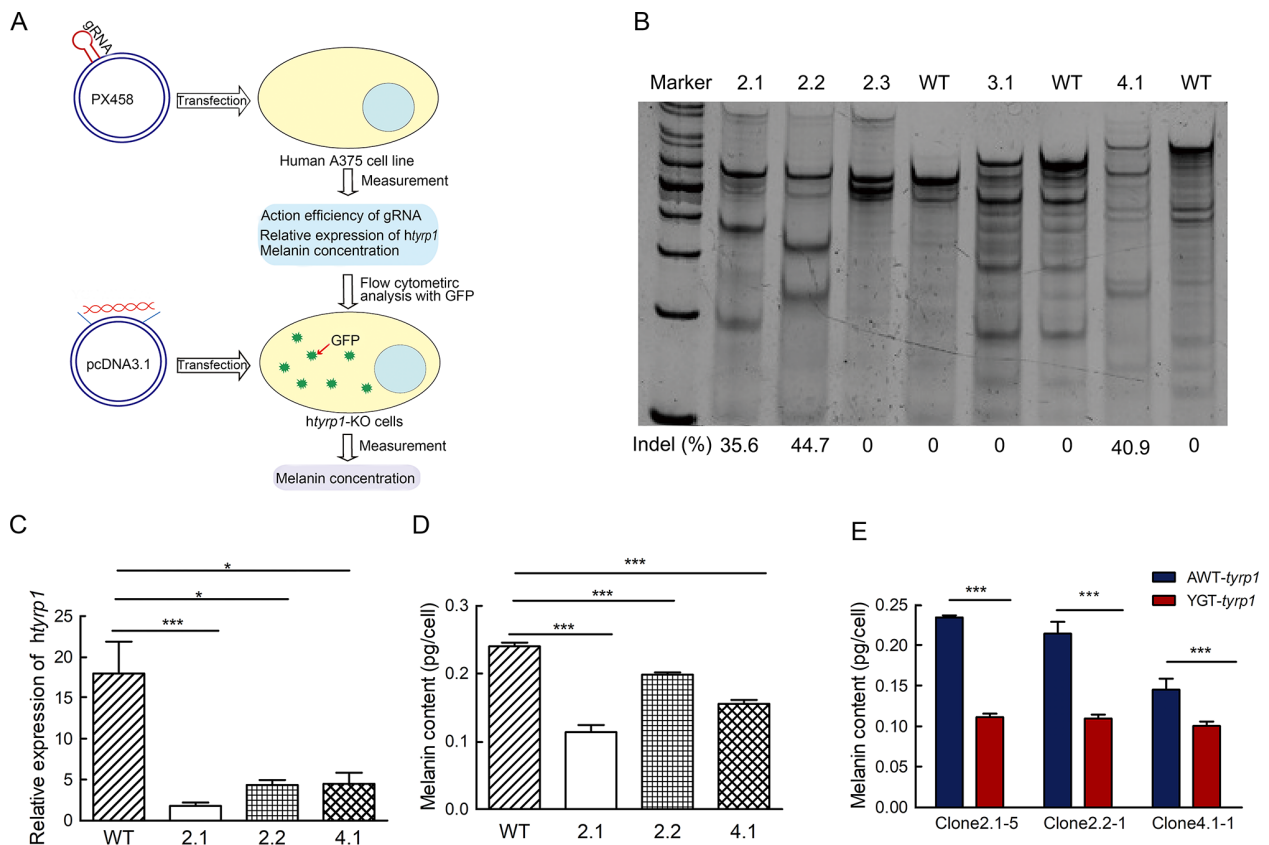 A
gRNA
PX458
Transfection
Human A375 cell line
Measurement
Action efficiency of gRNA
Relative expression of htyrp1
Melanin concentration
Flow cytometirc
analysis with GFP
pcDNA3.1
Transfection
GFP
htyrp1-KO cells
Measurement
Melanin concentration
B
Marker 2.1 2.2 2.3 WT 3.1 WT 4.1 WT
Indel (%) 35.6 44.7 0 0 0 0 40.9 0
C
Relative expression of htyrp1
25
20
15
10
5
0
*
*
***
WT 2.1 2.2 4.1
D
Melanin content (pg/cell)
0.3
0.2
0.1
0.0
***
***
***
WT 2.1 2.2 4.1
E
AWT-tyrp1
YGT-tyrp1
Melanin content (pg/cell)
0.25
0.20
0.15
0.10
0.05
0.00
*** *** ***
Clone2.1-5 Clone2.2-1 Clone4.1-1